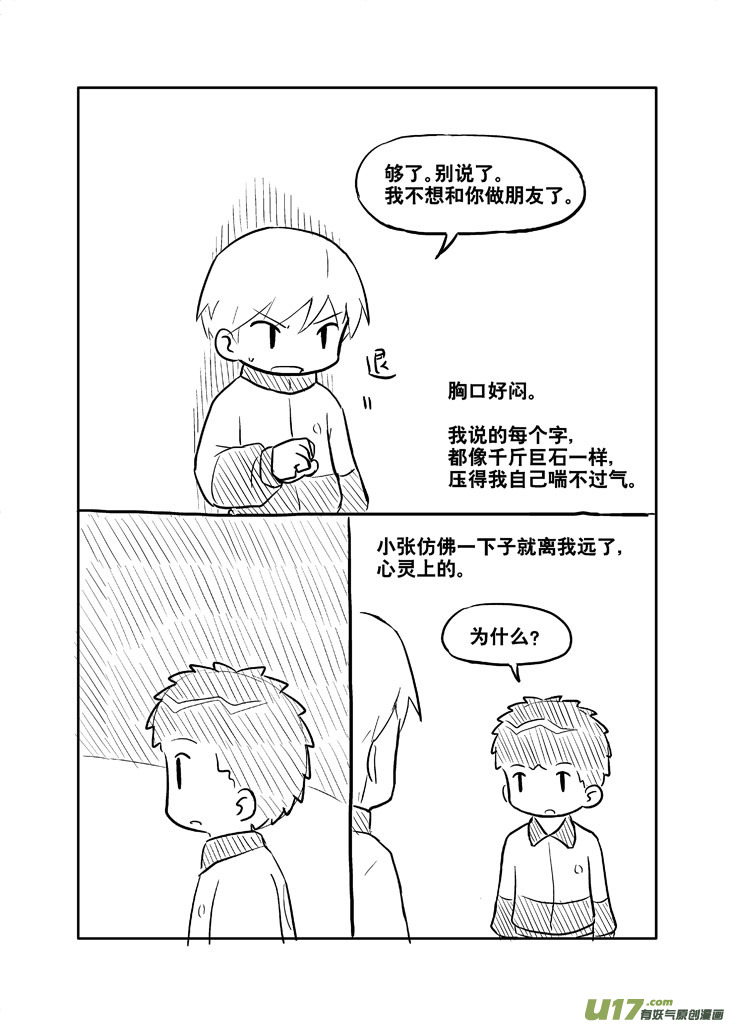 够了。别说了。
我不想和你做朋友了。
退
胸口好闷。
我说的每个字，
都像千斤巨石一样，
压得我自己喘不过气。
小张仿佛一下子就离我远了，
心灵上的。
为什么？
U17.com
有妖气原创漫画